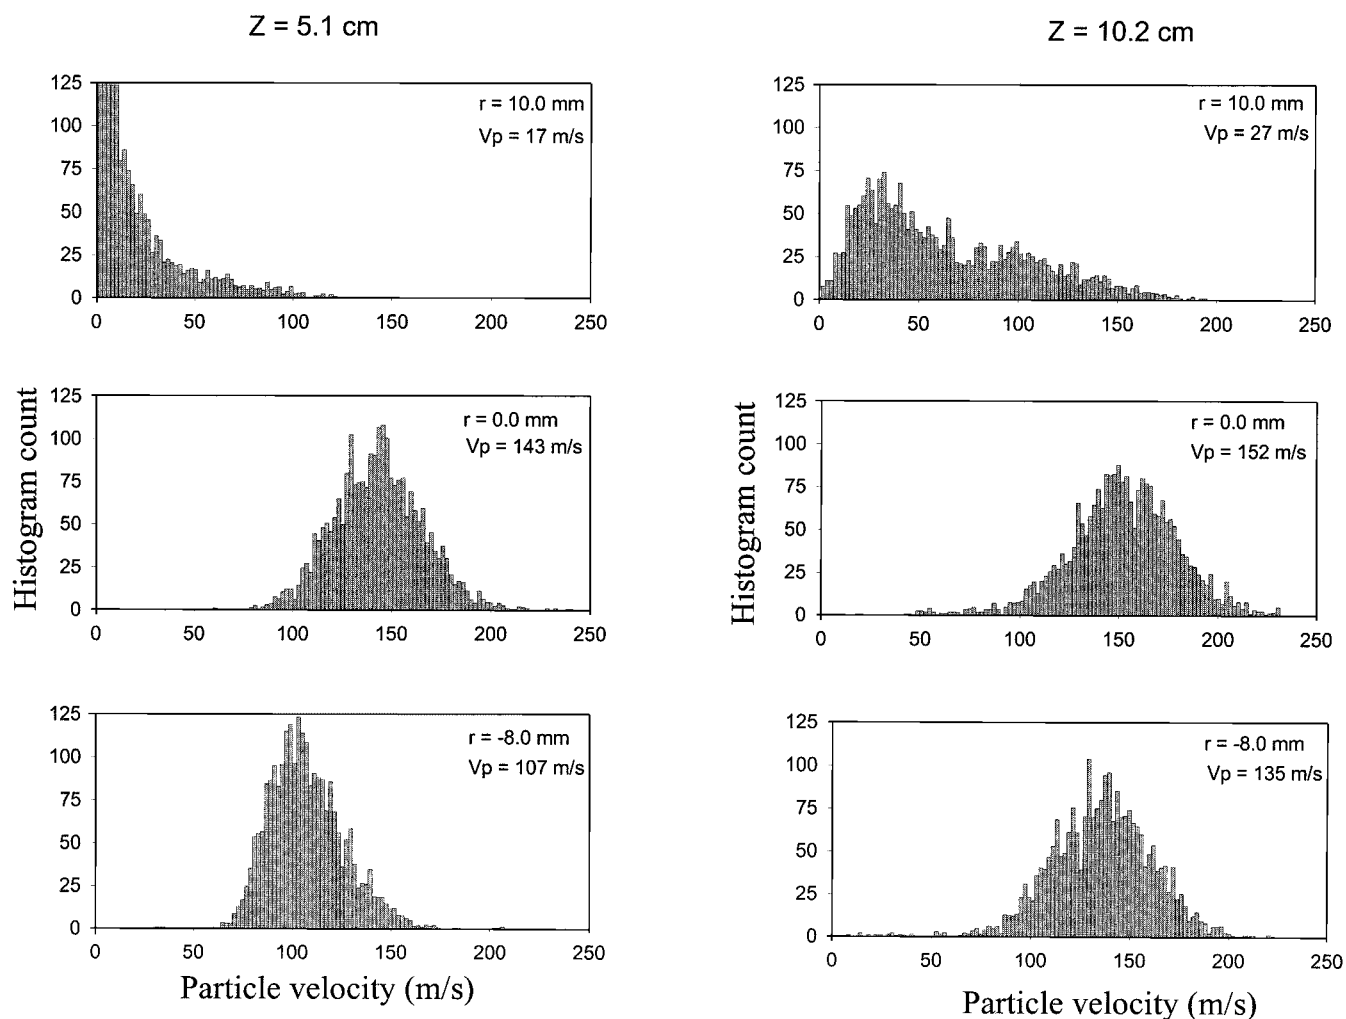 Z = 5.1 cm
Z = 10.2 cm
125
100
75
50
25
0
r = 10.0 mm
Vp = 17 m/s
0 50 100 150 200 250
125
100
75
50
25
0
r = 10.0 mm
Vp = 27 m/s
0 50 100 150 200 250
Histogram count
125
100
75
50
25
0
r = 0.0 mm
Vp = 143 m/s
0 50 100 150 200 250
Histogram count
125
100
75
50
25
0
r = 0.0 mm
Vp = 152 m/s
0 50 100 150 200 250
125
100
75
50
25
0
r = -8.0 mm
Vp = 107 m/s
0 50 100 150 200 250
Particle velocity (m/s)
125
100
75
50
25
0
r = -8.0 mm
Vp = 135 m/s
0 50 100 150 200 250
Particle velocity (m/s)